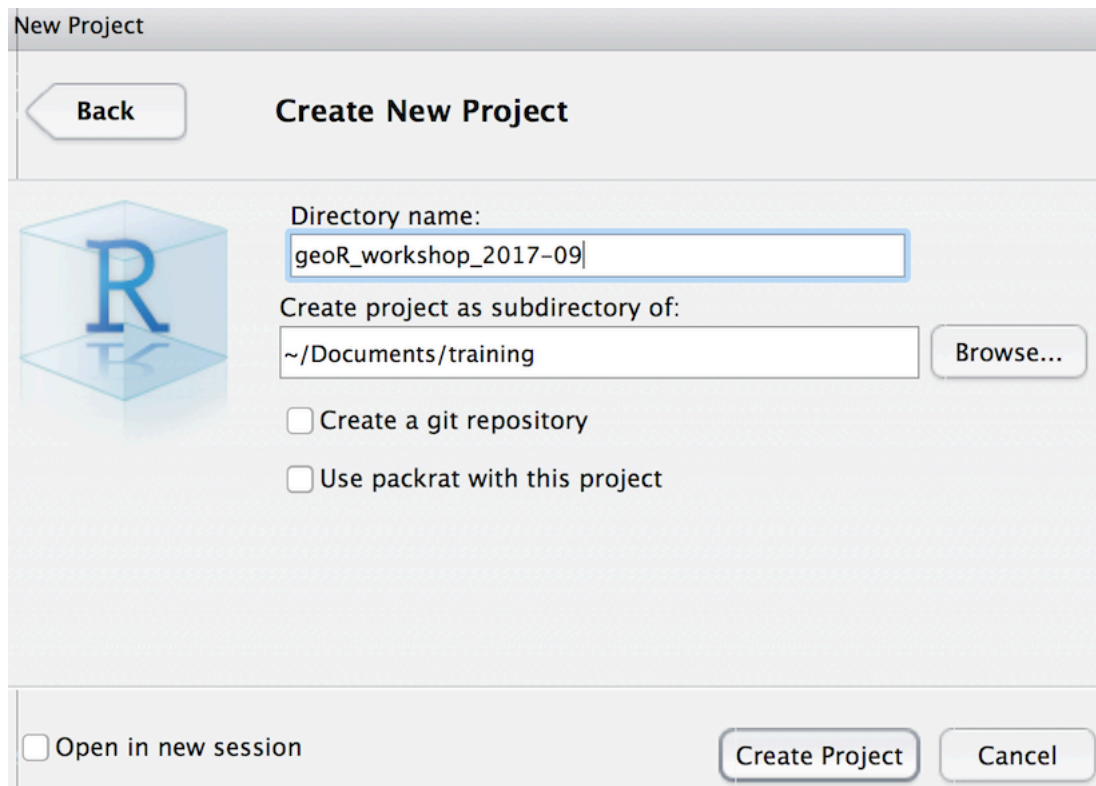 New Project
Back
Create New Project
R
Directory name:
geoR_workshop_2017-09
Create project as subdirectory of:
~/Documents/training
Browse...
Create a git repository
Use packrat with this project
Open in new session
Create Project
Cancel